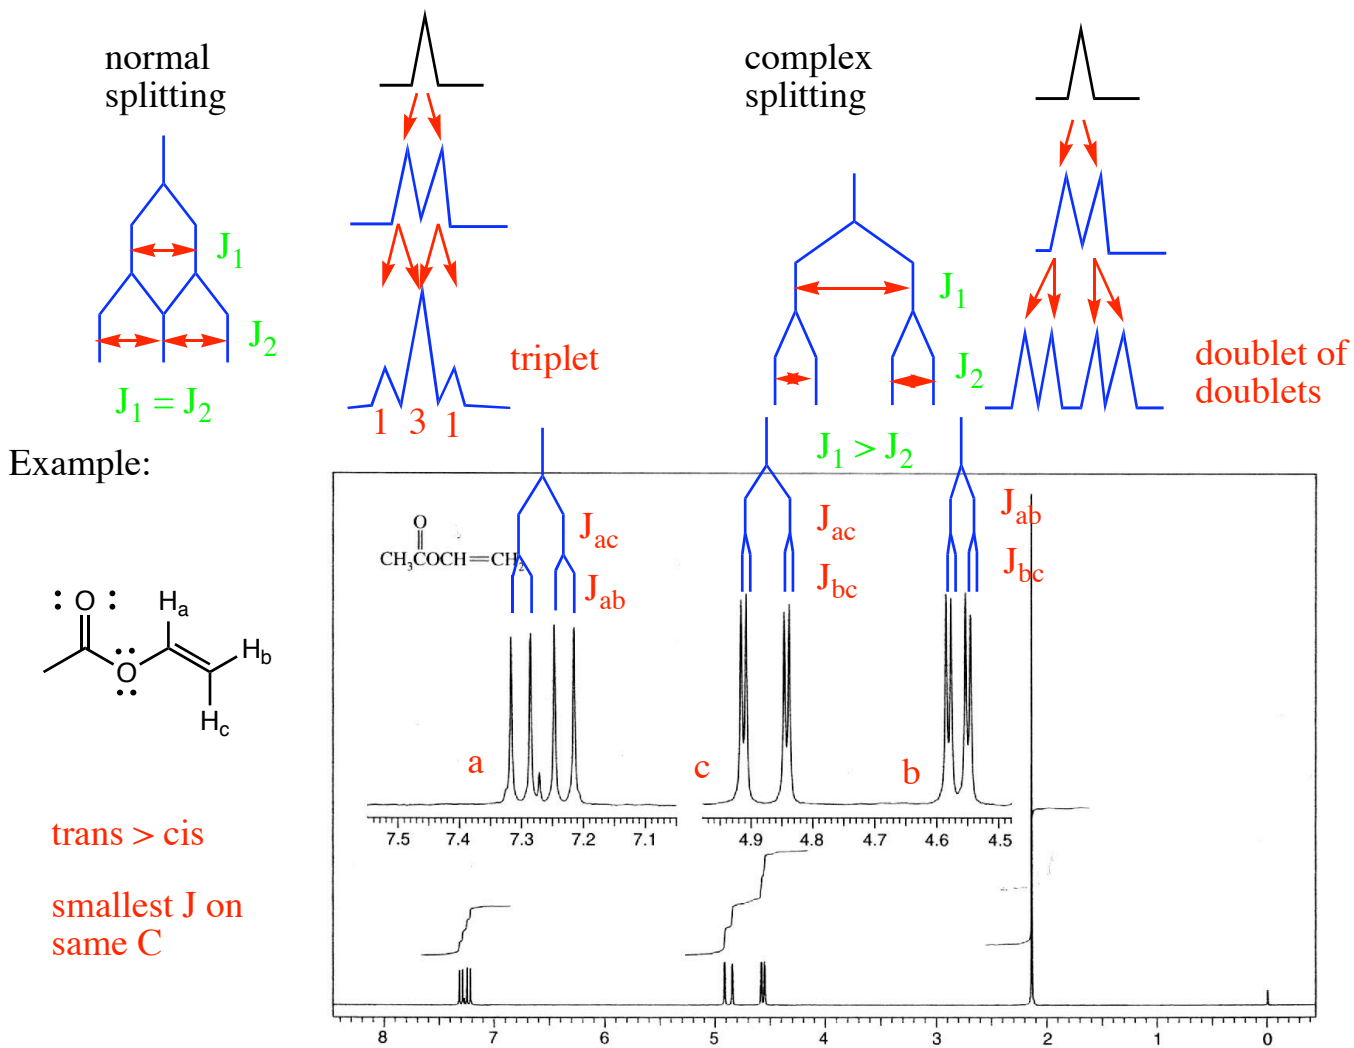 normal
splitting
complex
splitting
J1
J1
J2
triplet
J2
doublet of
doublets
J1 = J2
1 3 1
J1 > J2
Example:
Jab
O
Jac
Jac
CH3COCH=CH2
Jbc
Jbc
Jab
O
Ha
Hb
O
Hc
a
c
b
7.5 7.4 7.3 7.2 7.1
4.9 4.8 4.7 4.6 4.5
trans > cis
smallest J on
same C
8 7 6 5 4 3 2 1 0